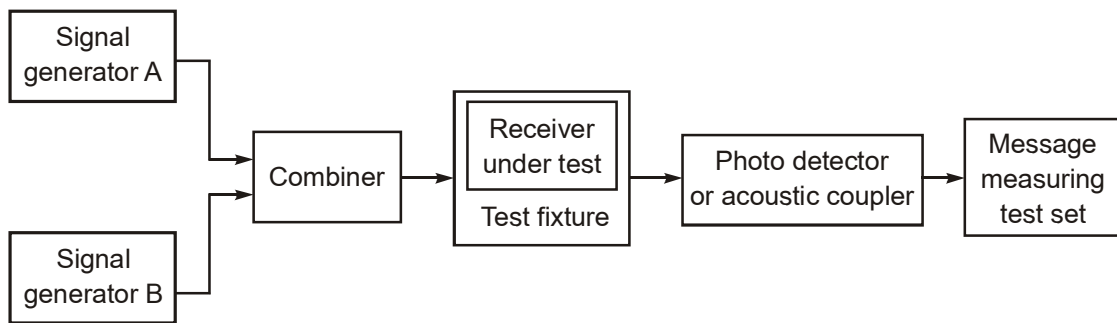 Signal
generator A
Combiner
Receiver
under test
Test fixture
Photo detector
or acoustic coupler
Message
measuring
test set
Signal
generator B